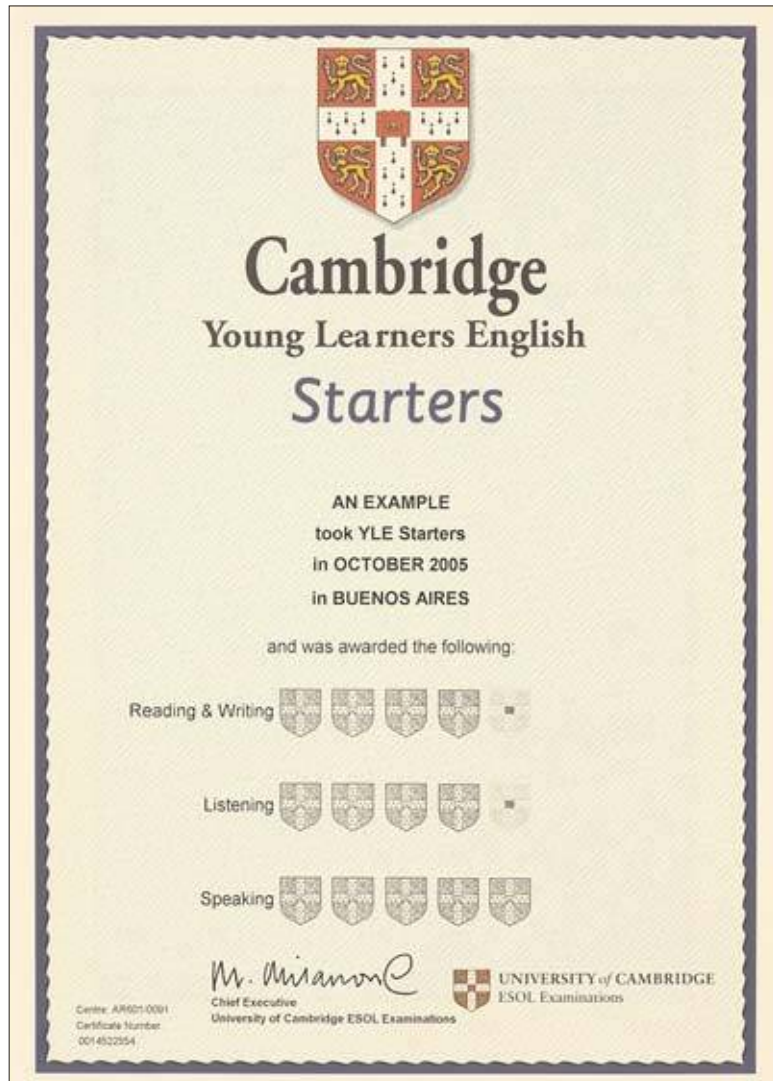 Cambridge
Young Learners English
Starters
AN EXAMPLE
took YLE Starters
in OCTOBER 2005
in BUENOS AIRES
and was awarded the following:
Reading & Writing
Listening
Speaking
Chief Executive
University of Cambridge ESOL Examinations
UNIVERSITY of CAMBRIDGE
ESOL Examinations
Centre: AR601-0091
Certificate Number
0014522554